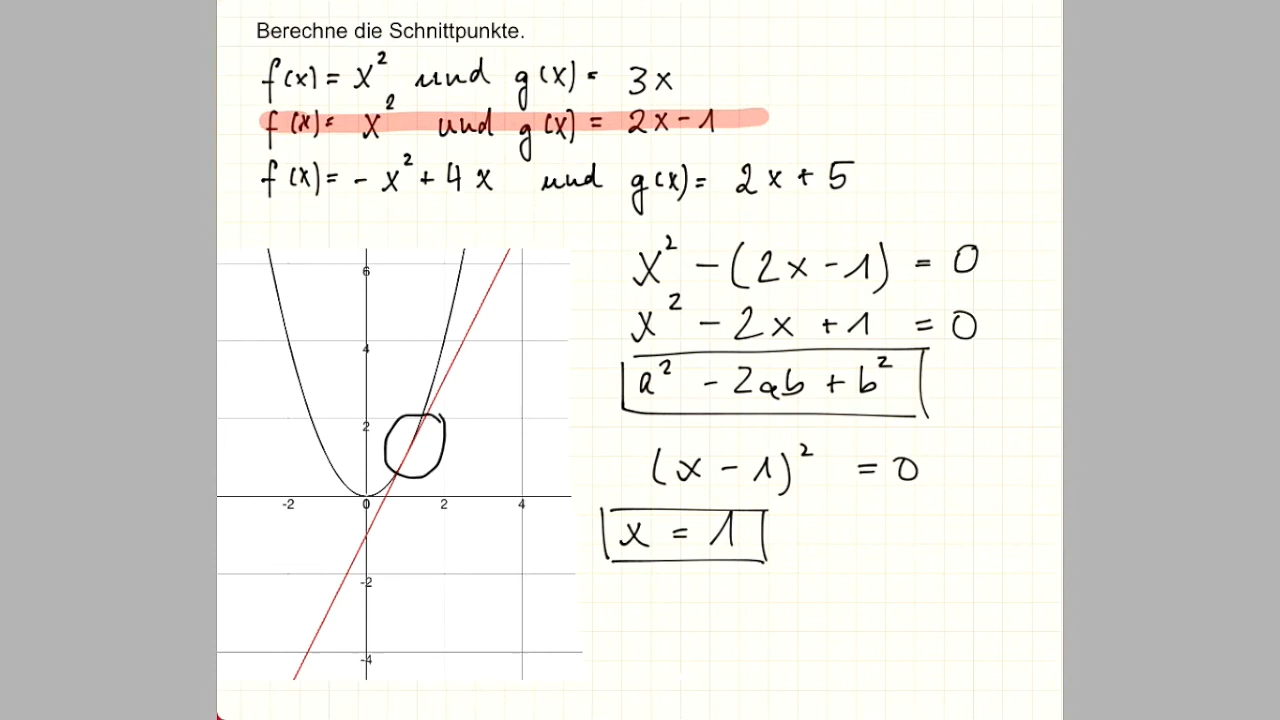 Berechne die Schnittpunkte.
f(x) = x² und g(x) = 3x
f(x) = x² und g(x) = 2x - 1
f(x) = - x² + 4x und g(x) = 2x + 5
x² - (2x - 1) = 0
x² - 2x + 1 = 0
a² - 2ab + b²
(x - 1)² = 0
x = 1
6
4
2
-2 0 2 4
-2
-4